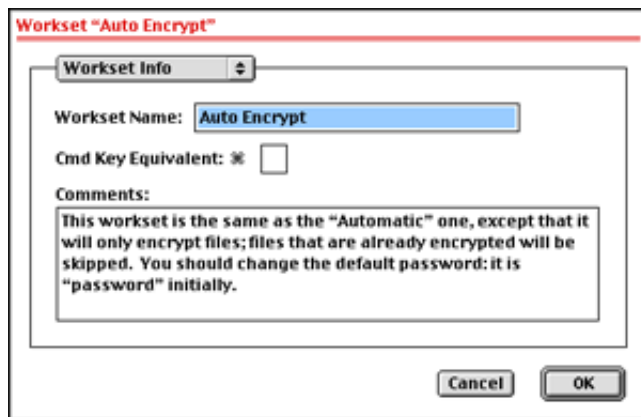 Workset “Auto Encrypt”
Workset Info
Workset Name: Auto Encrypt
Cmd Key Equivalent: ⌘
Comments:
This workset is the same as the “Automatic” one, except that it
will only encrypt files; files that are already encrypted will be
skipped. You should change the default password: it is
“password” initially.
Cancel OK